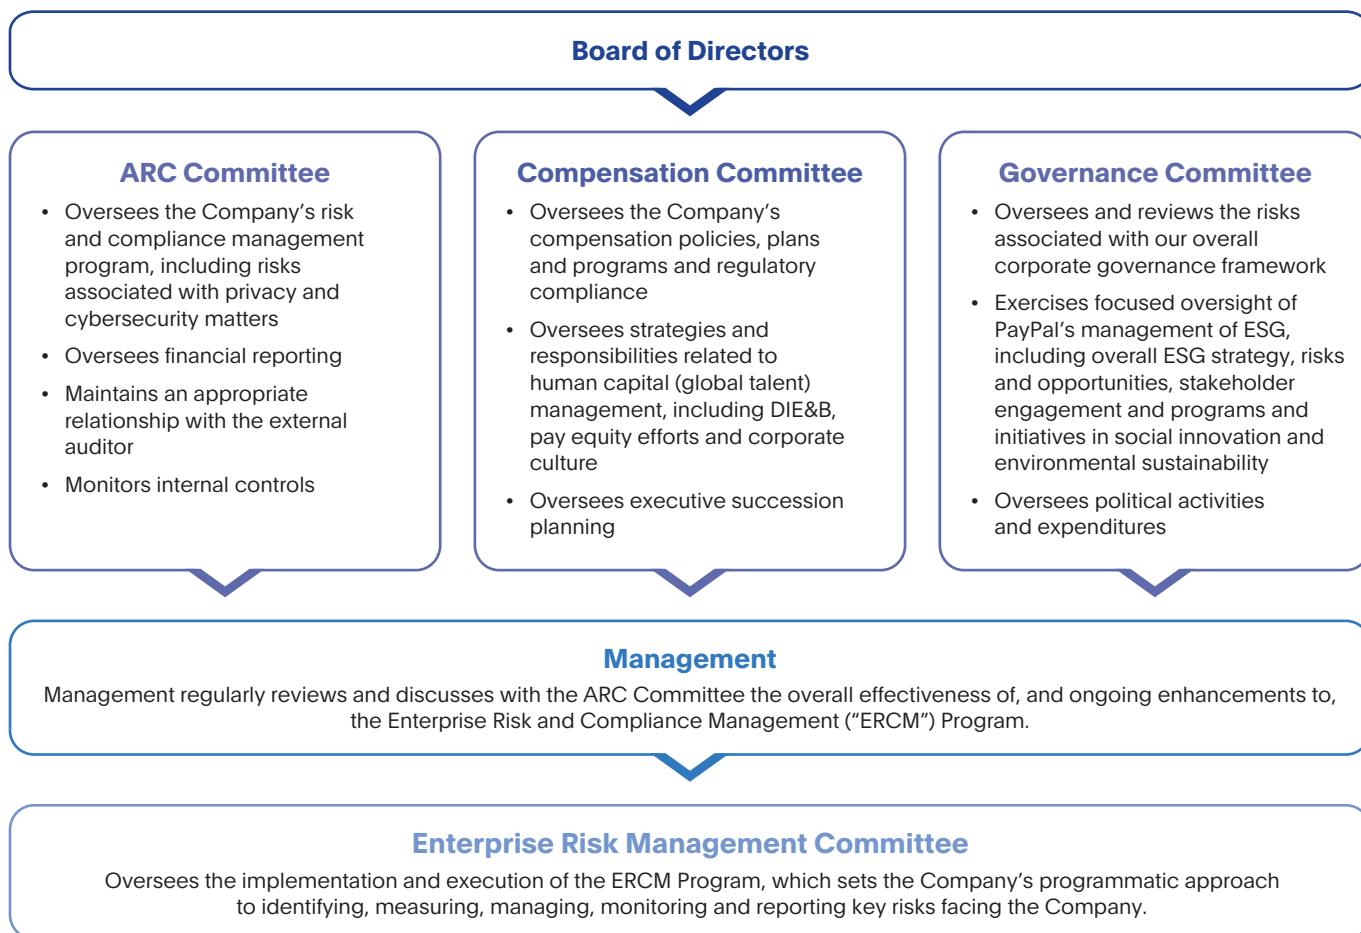 Board of Directors
ARC Committee
• Oversees the Company’s risk
and compliance management
program, including risks
associated with privacy and
cybersecurity matters
• Oversees financial reporting
• Maintains an appropriate
relationship with the external
auditor
• Monitors internal controls
Compensation Committee
• Oversees the Company’s
compensation policies, plans
and programs and regulatory
compliance
• Oversees strategies and
responsibilities related to
human capital (global talent)
management, including DIE&B,
pay equity efforts and corporate
culture
• Oversees executive succession
planning
Governance Committee
• Oversees and reviews the risks
associated with our overall
corporate governance framework
• Exercises focused oversight of
PayPal’s management of ESG,
including overall ESG strategy, risks
and opportunities, stakeholder
engagement and programs and
initiatives in social innovation and
environmental sustainability
• Oversees political activities
and expenditures
Management
Management regularly reviews and discusses with the ARC Committee the overall effectiveness of, and ongoing enhancements to,
the Enterprise Risk and Compliance Management (“ERCM”) Program.
Enterprise Risk Management Committee
Oversees the implementation and execution of the ERCM Program, which sets the Company’s programmatic approach
to identifying, measuring, managing, monitoring and reporting key risks facing the Company.